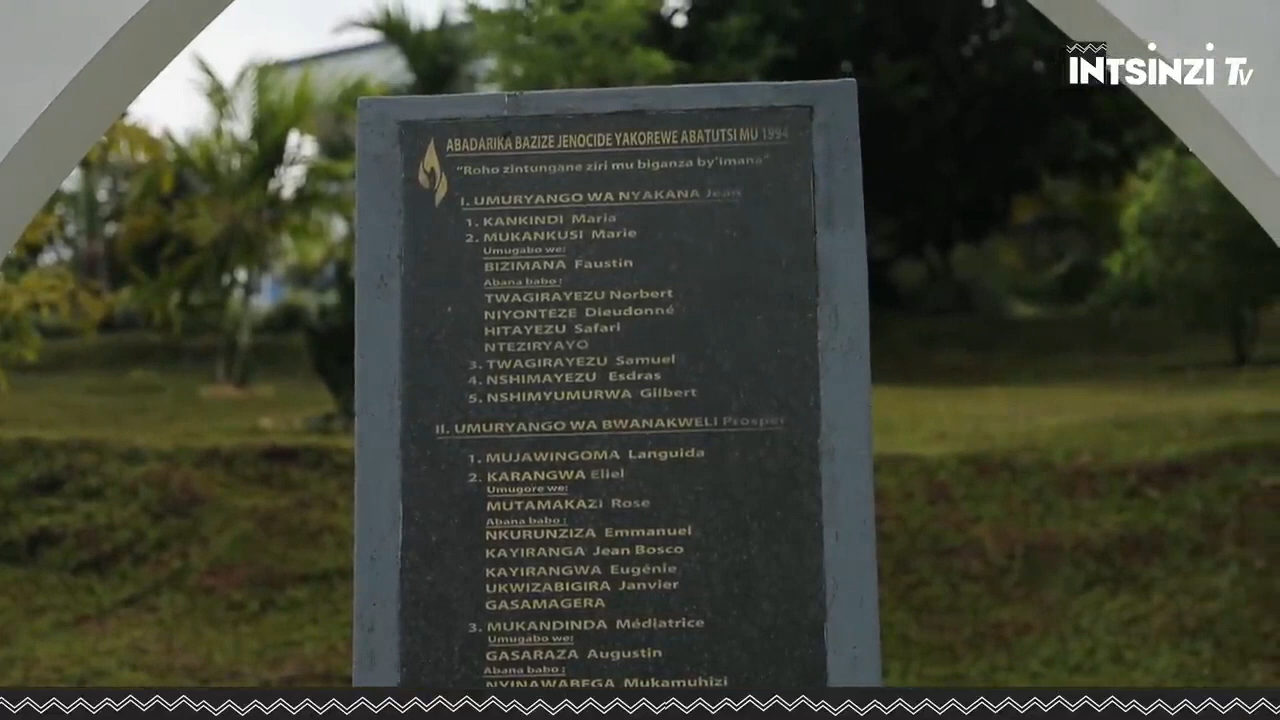 INTSINZI Tv
ABADARIKA BAZIZE JENOCIDE YAKOREWE ABATUTSI MU 1994
"Roho zintungane ziri mu biganza by'Imana"
I. UMURYANGO WA NYAKANA Jean
1. KANKINDI Maria
2. MUKANKUSI Marie
Umugabo we:
BIZIMANA Faustin
Abana babo :
TWAGIRAYEZU Norbert
NIYONTEZE Dieudonné
HITAYEZU Safari
NTEZIRYAYO
3. TWAGIRAYEZU Samuel
4. NSHIMAYEZU Esdras
5. NSHIMYUMURWA Gilbert
II. UMURYANGO WA BWANAKWELI Prosper
1. MUJAWINGOMA Languida
2. KARANGWA Eliel
Umugore we:
MUTAMAKAZI Rose
Abana babo :
NKURUNZIZA Emmanuel
KAYIRANGA Jean Bosco
KAYIRANGWA Eugénie
UKWIZABIGIRA Janvier
GASAMAGERA
3. MUKANDINDA Médiatrice
Umugabo we:
GASARAZA Augustin
Abana babo :
NYINAWABEGA Mukamuhizi